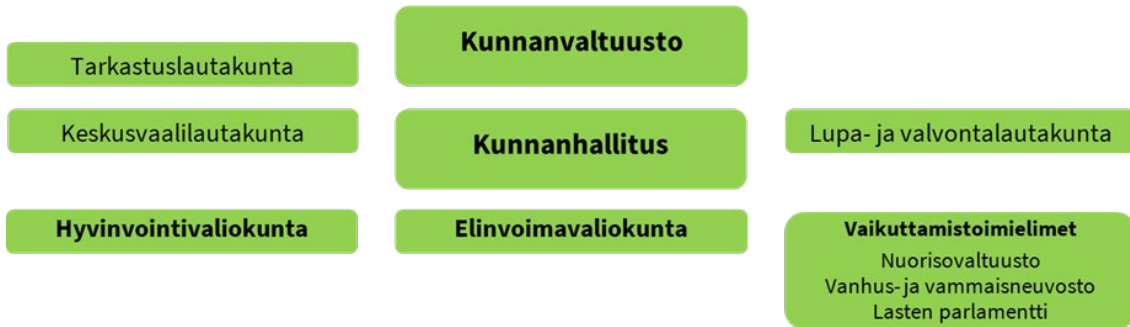 Kunnanvaltuusto
Tarkastuslautakunta
Keskusvaalilautakunta
Kunnanhallitus
Lupa- ja valvontalautakunta
Hyvinvointivaliokunta
Elinvoimavaliokunta
Vaikuttamistoimielimet
Nuorisovaltuusto
Vanhus- ja vammaisneuvosto
Lasten parlamentti